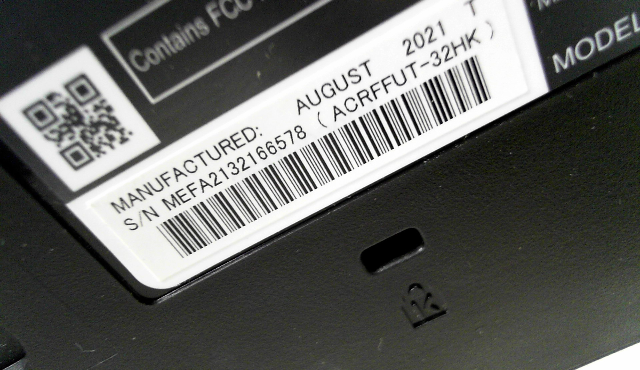 Contains FCC
MANUFACTURED: AUGUST 2021 T
S/N MEFA2132166578 (ACRFFUT-32HK)
MODEL